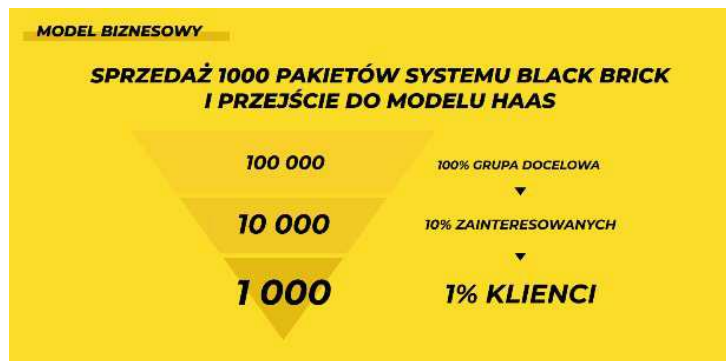 MODEL BIZNESOWY
SPRZEDAŻ 1000 PAKIETÓW SYSTEMU BLACK BRICK
I PRZEJŚCIE DO MODELU HAAS
100 000
100% GRUPA DOCELOWA
10 000
10% ZAINTERESOWANYCH
1 000
1% KLIENCI